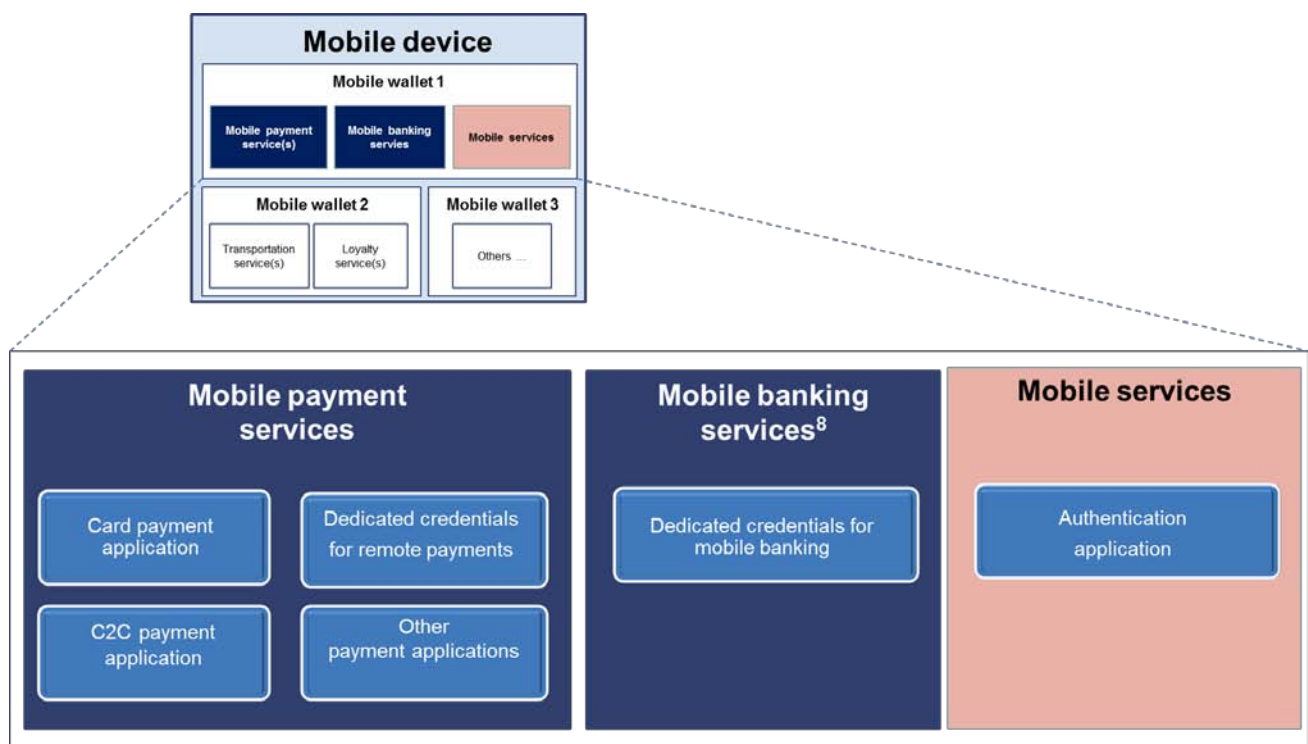 Mobile device
Mobile wallet 1
Mobile payment
service(s)
Mobile banking
servies
Mobile services
Mobile wallet 2
Transportation
service(s)
Loyalty
service(s)
Mobile wallet 3
Others ...
Mobile payment
services
Card payment
application
Dedicated credentials
for remote payments
C2C payment
application
Other
payment applications
Mobile banking
services⁸
Dedicated credentials for
mobile banking
Mobile services
Authentication
application